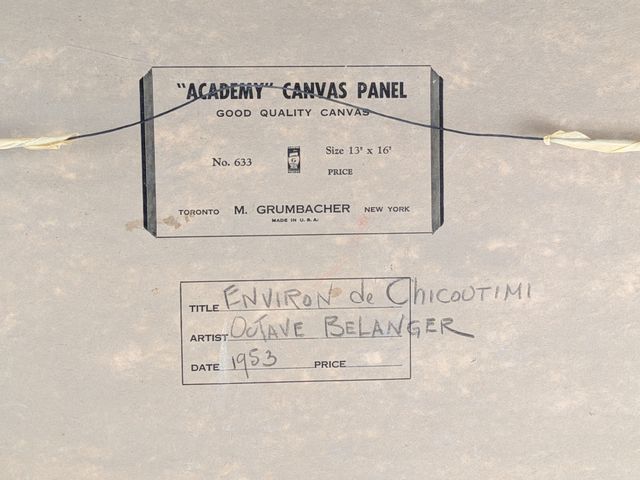 "ACADEMY" CANVAS PANEL
GOOD QUALITY CANVAS
No. 633 Size 13" x 16"
PRICE
TORONTO M. GRUMBACHER NEW YORK
MADE IN U.S.A.
TITLE ENVIRON de CHICOUTIMI
ARTIST OCTAVE BELANGER
DATE 1953 PRICE